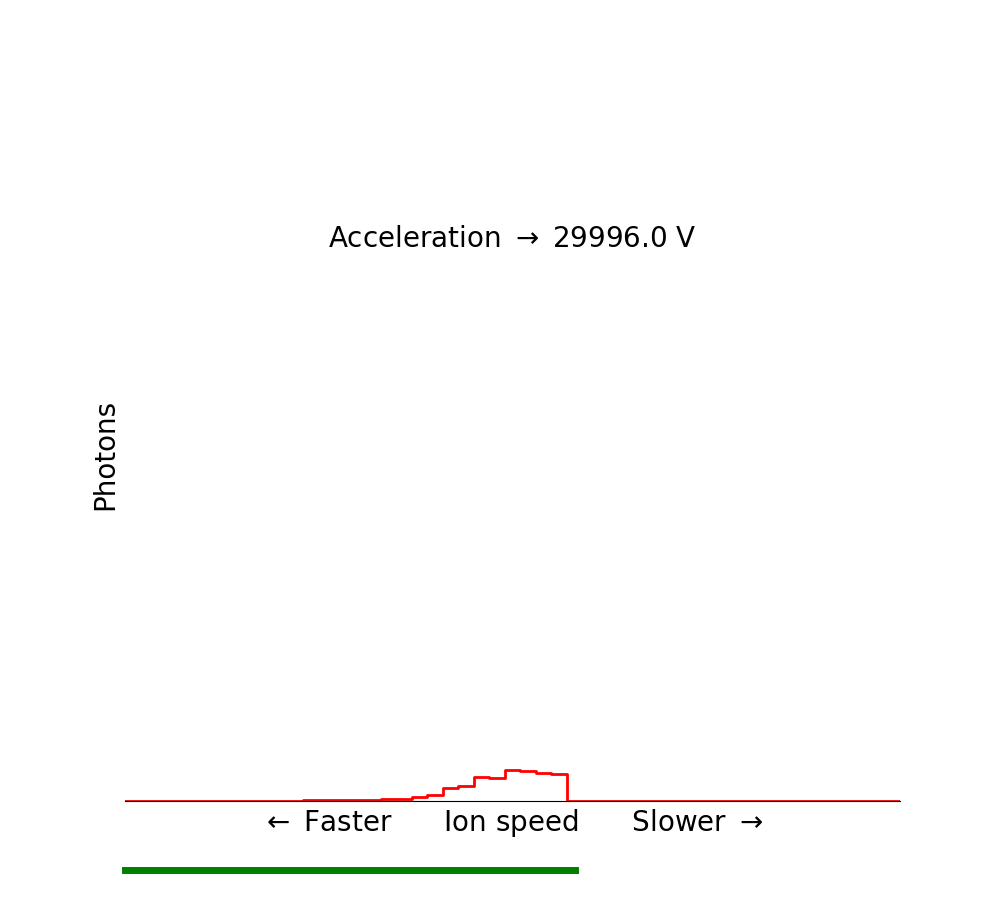 Acceleration → 29996.0 V
Photons
← Faster Ion speed Slower →